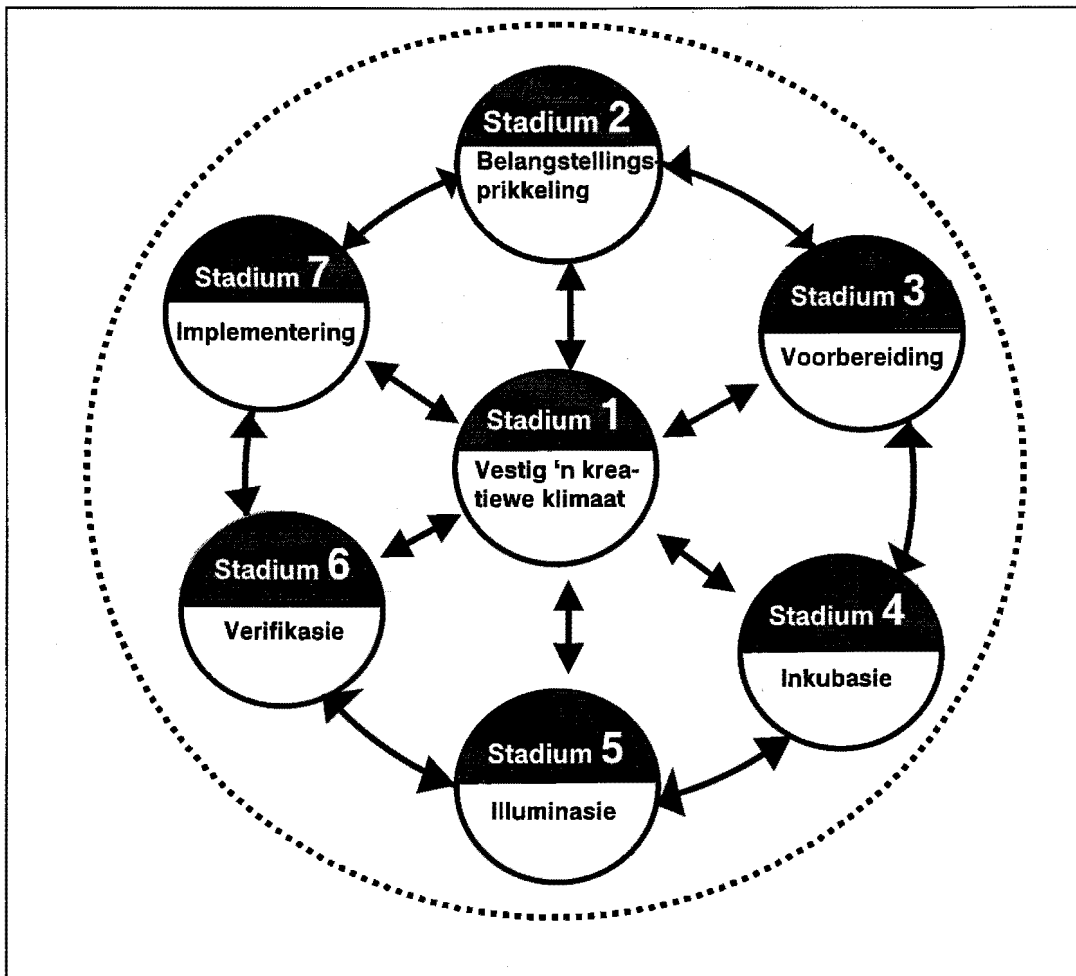 Stadium 2
Belangstellings-
prikkeling
Stadium 7
Implementering
Stadium 3
Voorbereiding
Stadium 1
Vestig 'n krea-
tiewe klimaat
Stadium 6
Verifikasie
Stadium 4
Inkubasie
Stadium 5
Illuminasie